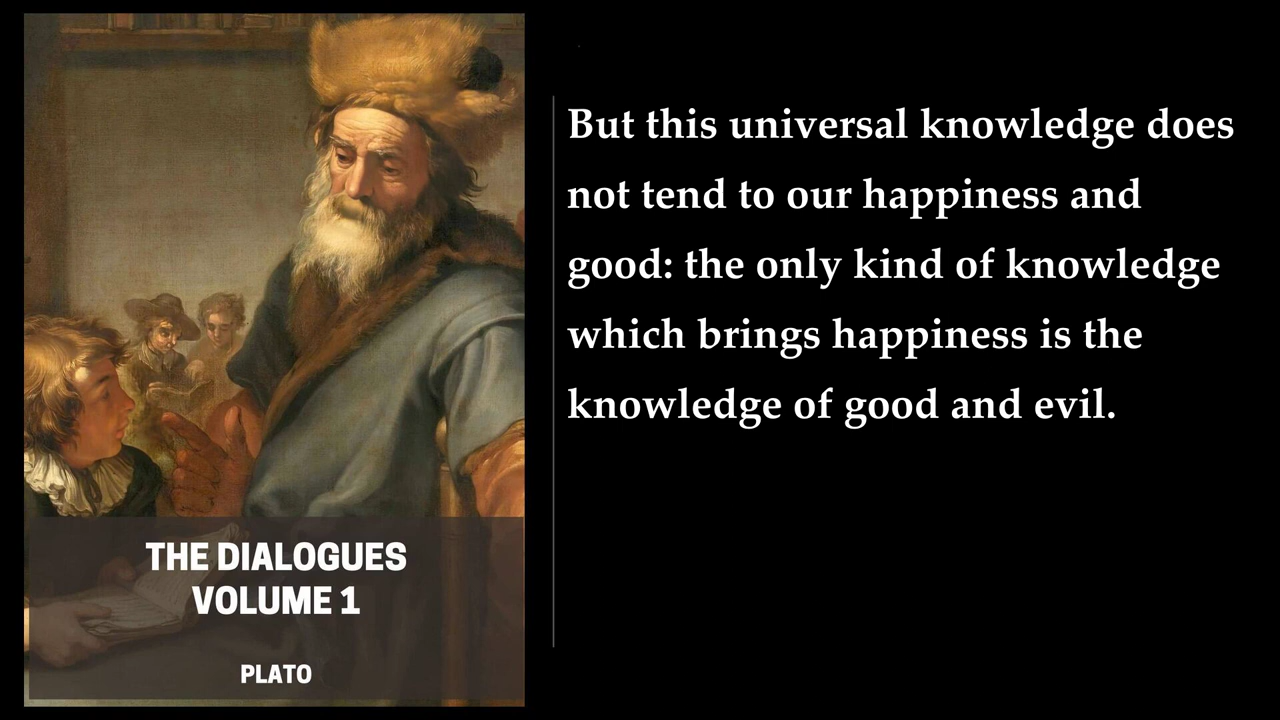 But this universal knowledge does
not tend to our happiness and
good: the only kind of knowledge
which brings happiness is the
knowledge of good and evil.
THE DIALOGUES
VOLUME 1
PLATO